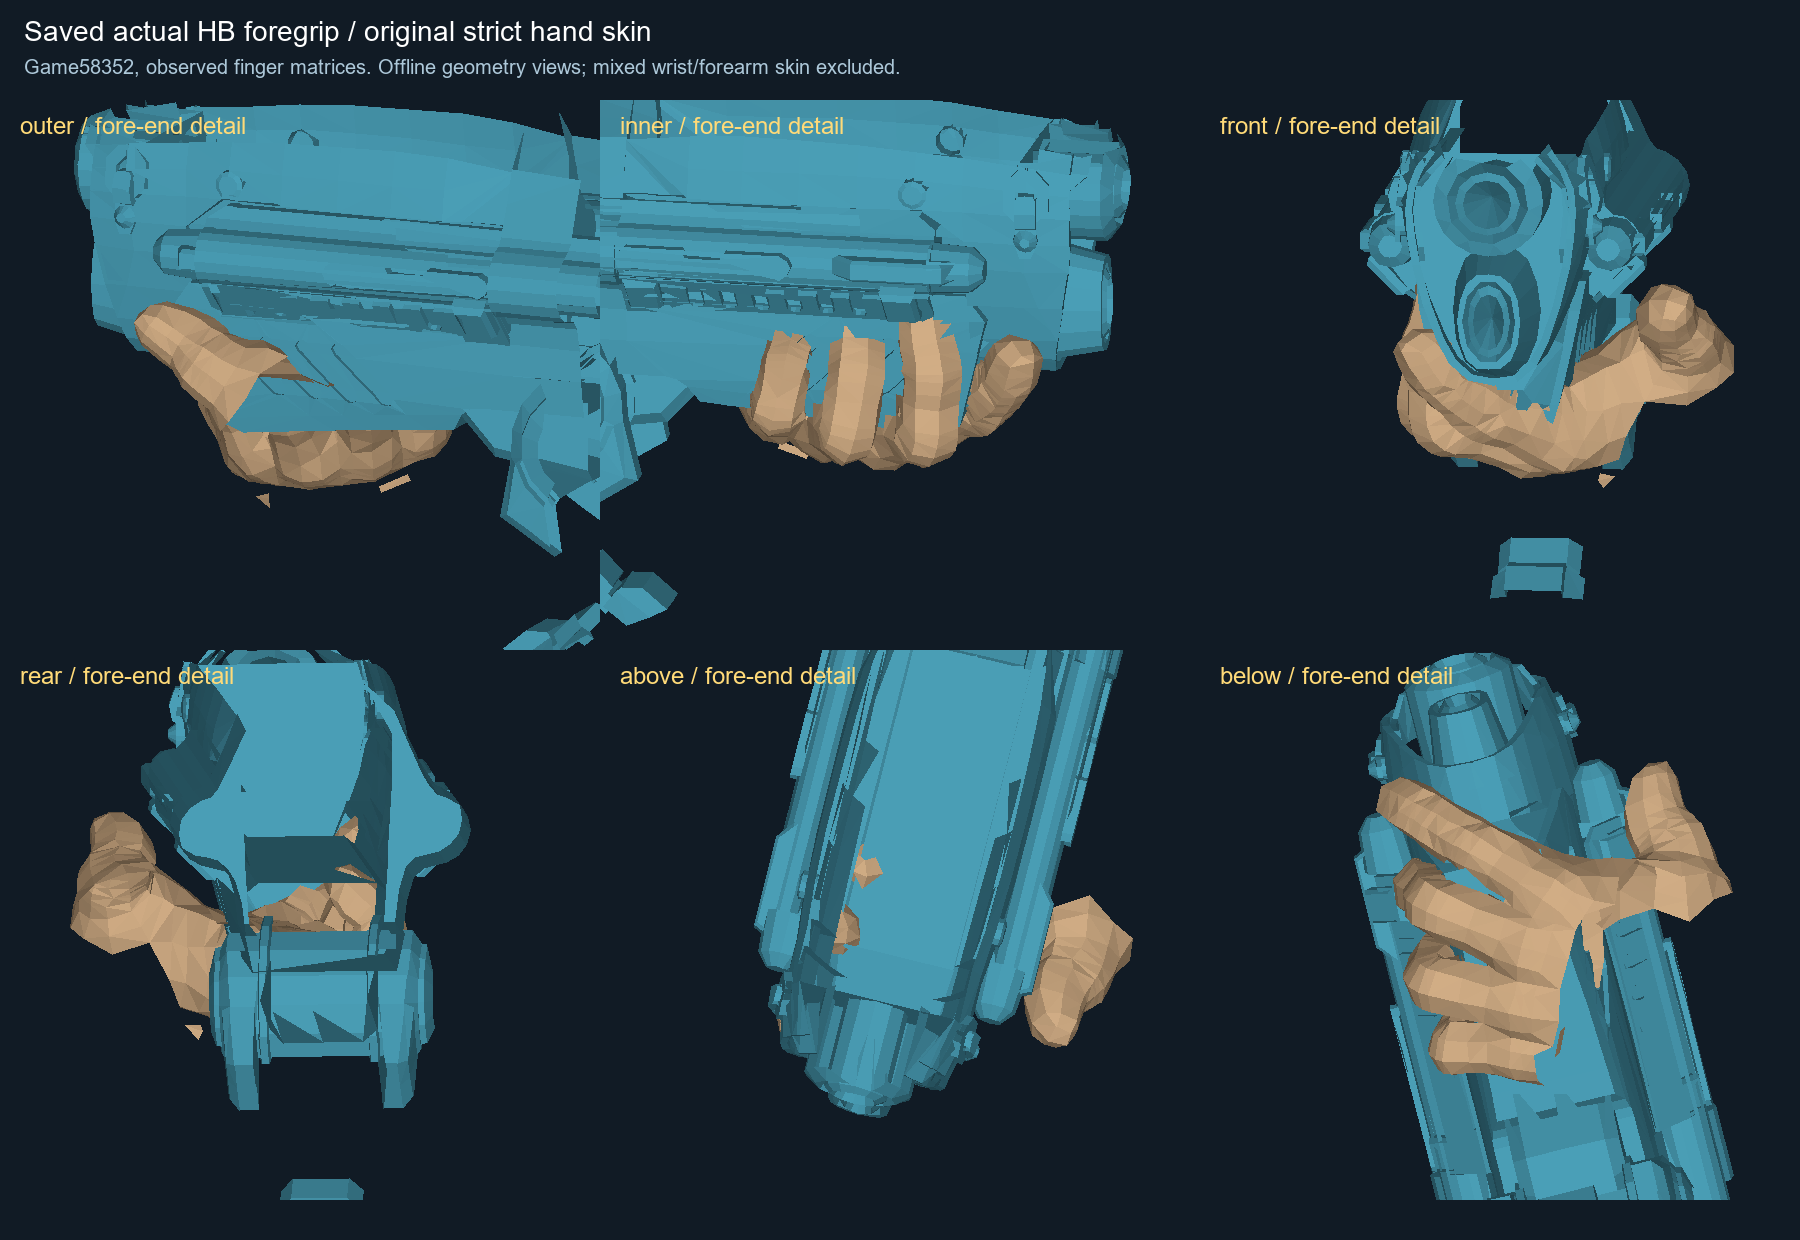 Saved actual HB foregrip / original strict hand skin
Game58352, observed finger matrices. Offline geometry views; mixed wrist/forearm skin excluded.
outer / fore-end detail
inner / fore-end detail
front / fore-end detail
rear / fore-end detail
above / fore-end detail
below / fore-end detail